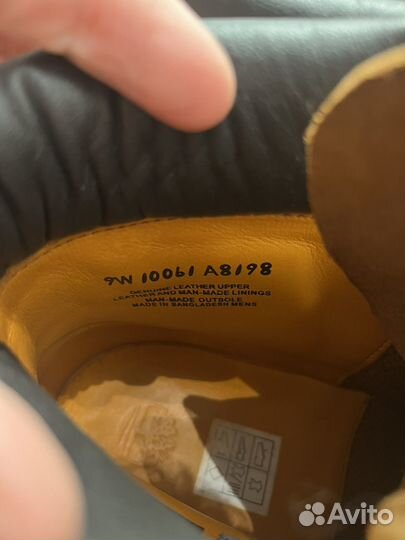 9W 10061 A8198
GENUINE LEATHER UPPER
LEATHER AND MAN-MADE LININGS
MAN-MADE OUTSOLE
MADE IN BANGLADESH MENS
Avito